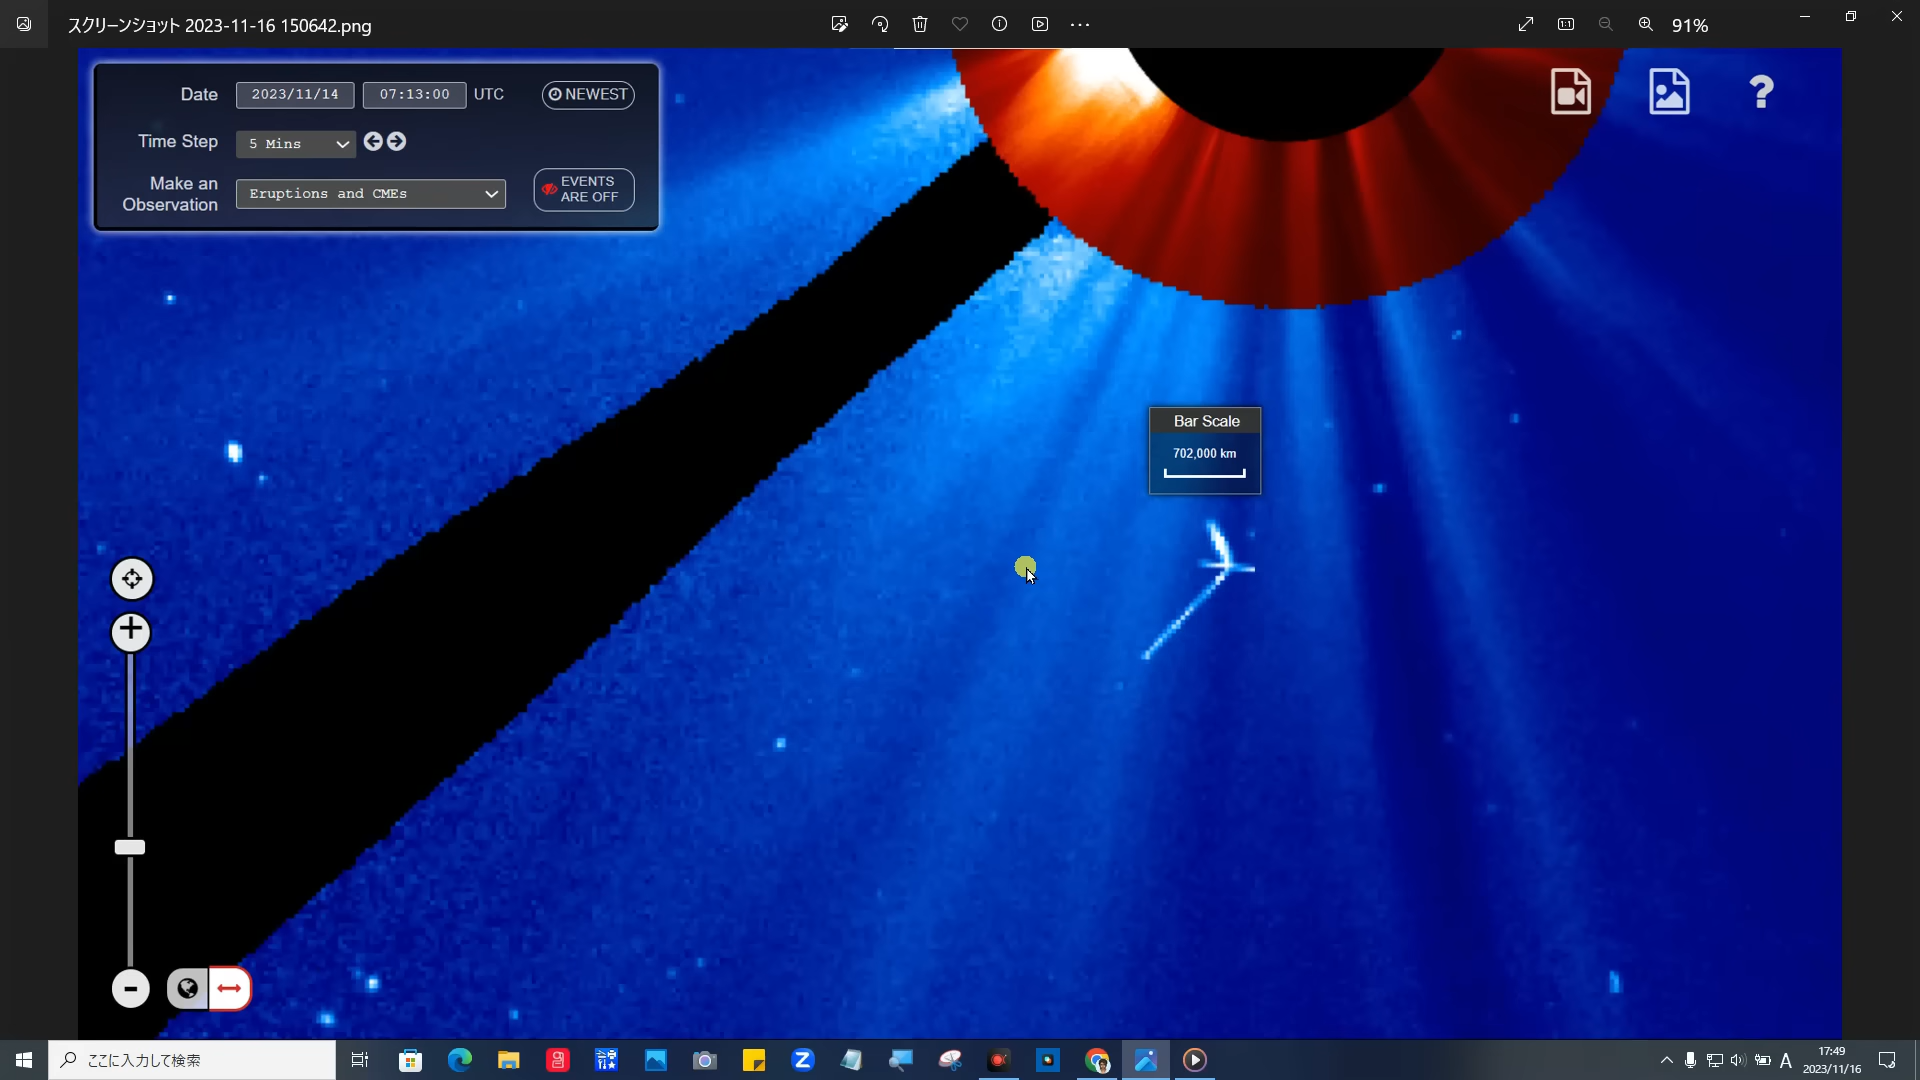 スクリーンショット 2023-11-16 150642.png
1:1
91%
Date 2023/11/14 07:13:00 UTC NEWEST
Time Step 5 Mins
Make an
Observation
Eruptions and CMEs
EVENTS
ARE OFF
?
Bar Scale
702,000 km
ここに入力して検索
A
17:49
2023/11/16